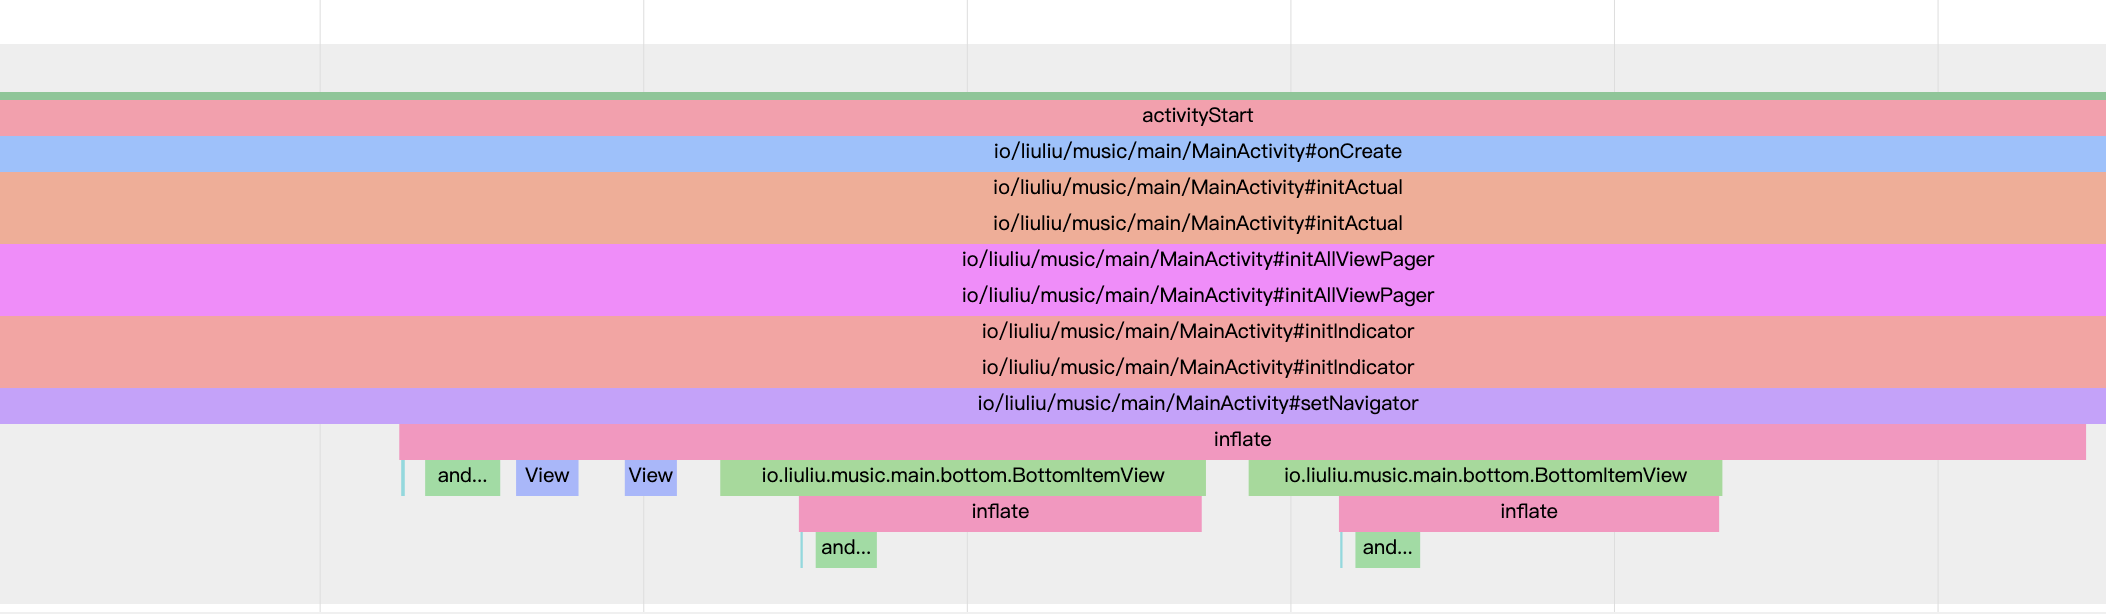 activityStart
io/liuliu/music/main/MainActivity#onCreate
io/liuliu/music/main/MainActivity#initActual
io/liuliu/music/main/MainActivity#initActual
io/liuliu/music/main/MainActivity#initAllViewPager
io/liuliu/music/main/MainActivity#initAllViewPager
io/liuliu/music/main/MainActivity#initIndicator
io/liuliu/music/main/MainActivity#initIndicator
io/liuliu/music/main/MainActivity#setNavigator
inflate
and... View View io.liuliu.music.main.bottom.BottomItemView io.liuliu.music.main.bottom.BottomItemView
inflate inflate
and... and...